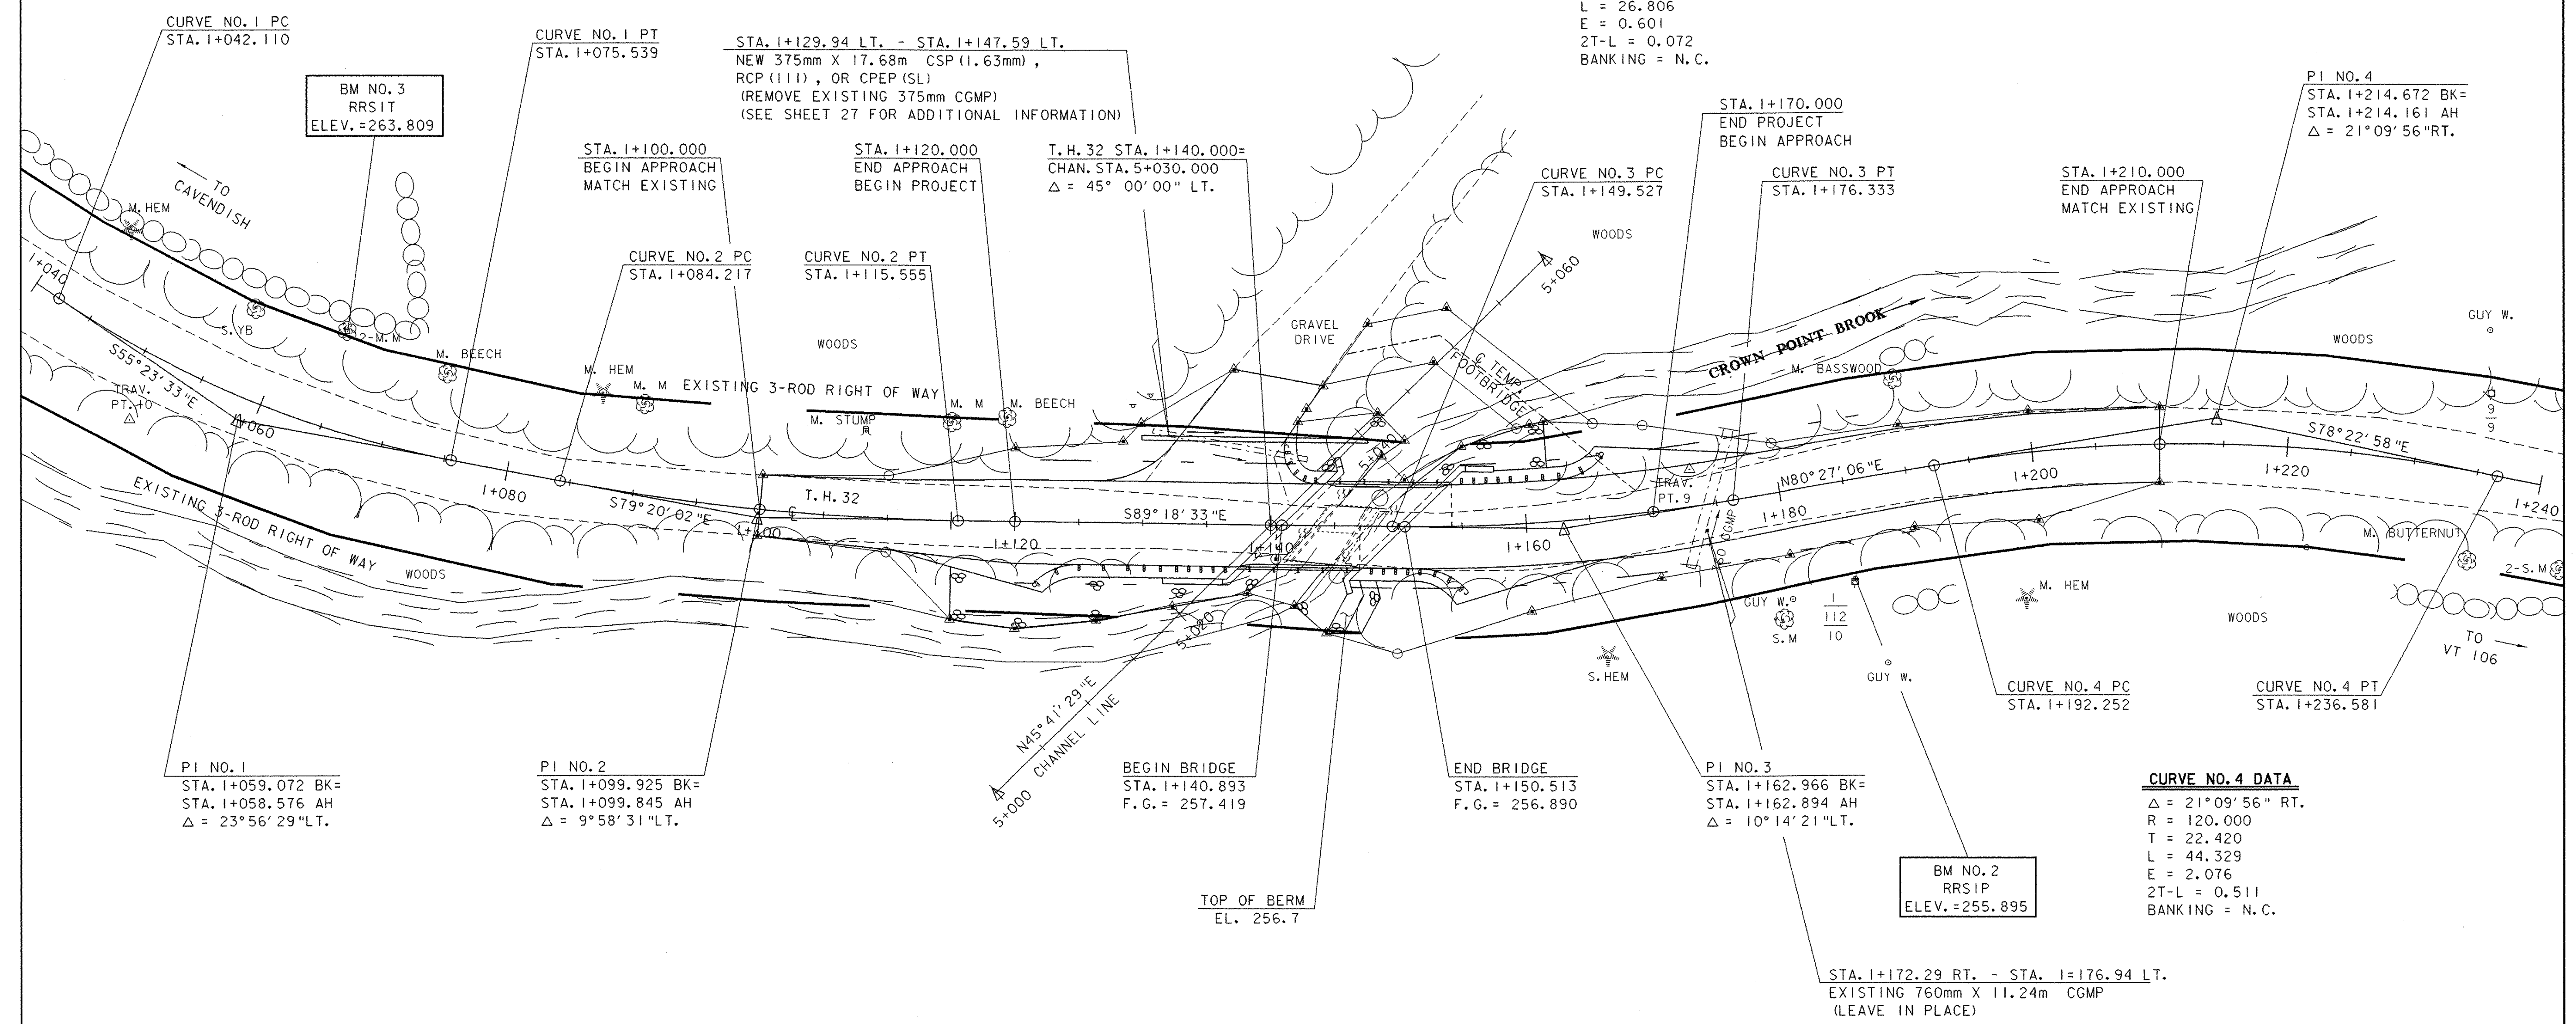 L = 26.806
E = 0.601
2T-L = 0.072
BANKING = N.C.
CURVE NO.1 PC
STA. 1+042.110
CURVE NO.1 PT
STA. 1+075.539
STA. 1+129.94 LT. - STA. 1+147.59 LT.
NEW 375mm X 17.68m CSP (1.63mm),
RCP (III), OR CPEP (SL)
(REMOVE EXISTING 375mm CGMP)
(SEE SHEET 27 FOR ADDITIONAL INFORMATION)
BM NO.3
RRSIT
ELEV.=263.809
PI NO.4
STA. 1+214.672 BK=
STA. 1+214.161 AH
Δ = 21°09'56"RT.
STA. 1+170.000
END PROJECT
BEGIN APPROACH
STA. 1+100.000
BEGIN APPROACH
MATCH EXISTING
STA. 1+120.000
END APPROACH
BEGIN PROJECT
T.H.32 STA. 1+140.000=
CHAN. STA. 5+030.000
Δ = 45° 00'00" LT.
CURVE NO.3 PC
STA. 1+149.527
CURVE NO.3 PT
STA. 1+176.333
STA. 1+210.000
END APPROACH
MATCH EXISTING
TO
CAVENDISH
M. HEM
CURVE NO.2 PC
STA. 1+084.217
CURVE NO.2 PT
STA. 1+115.555
WOODS
5+060
1+040
S.YB
2-M.M
M. BEECH
WOODS
GRAVEL
DRIVE
CROWN POINT BROOK
GUY W.
WOODS
S55°23'33"E
TRAV.
PT. 10
1+060
M. HEM
M. M
EXISTING 3-ROD RIGHT OF WAY
M. M
M. BEECH
M. STUMP
℄ TEMP.
FOOTBRIDGE
M. BASSWOOD
9
9
5+040
S78°22'58"E
EXISTING 3-ROD RIGHT OF WAY
1+080
S79°20'02"E
T.H.32
℄
1+100
1+120
S89°18'33"E
1+140
1+160
TRAV.
PT.9
N80°27'06"E
1+180
1+200
1+220
1+240
WOODS
CGMP
M. BUTTERNUT
2-S.M
GUY W.
S.M
1
112
10
M. HEM
WOODS
TO
VT 106
5+020
S.HEM
GUY W.
N45°41'29"E
CHANNEL LINE
5+000
CURVE NO.4 PC
STA. 1+192.252
CURVE NO.4 PT
STA. 1+236.581
PI NO.1
STA. 1+059.072 BK=
STA. 1+058.576 AH
Δ = 23°56'29"LT.
PI NO.2
STA. 1+099.925 BK=
STA. 1+099.845 AH
Δ = 9°58'31"LT.
BEGIN BRIDGE
STA. 1+140.893
F.G.= 257.419
END BRIDGE
STA. 1+150.513
F.G.= 256.890
PI NO.3
STA. 1+162.966 BK=
STA. 1+162.894 AH
Δ = 10°14'21"LT.
CURVE NO.4 DATA
Δ = 21°09'56" RT.
R = 120.000
T = 22.420
L = 44.329
E = 2.076
2T-L = 0.511
BANKING = N.C.
BM NO.2
RRSIP
ELEV.=255.895
TOP OF BERM
EL. 256.7
STA. 1+172.29 RT. - STA. 1=176.94 LT.
EXISTING 760mm X 11.24m CGMP
(LEAVE IN PLACE)